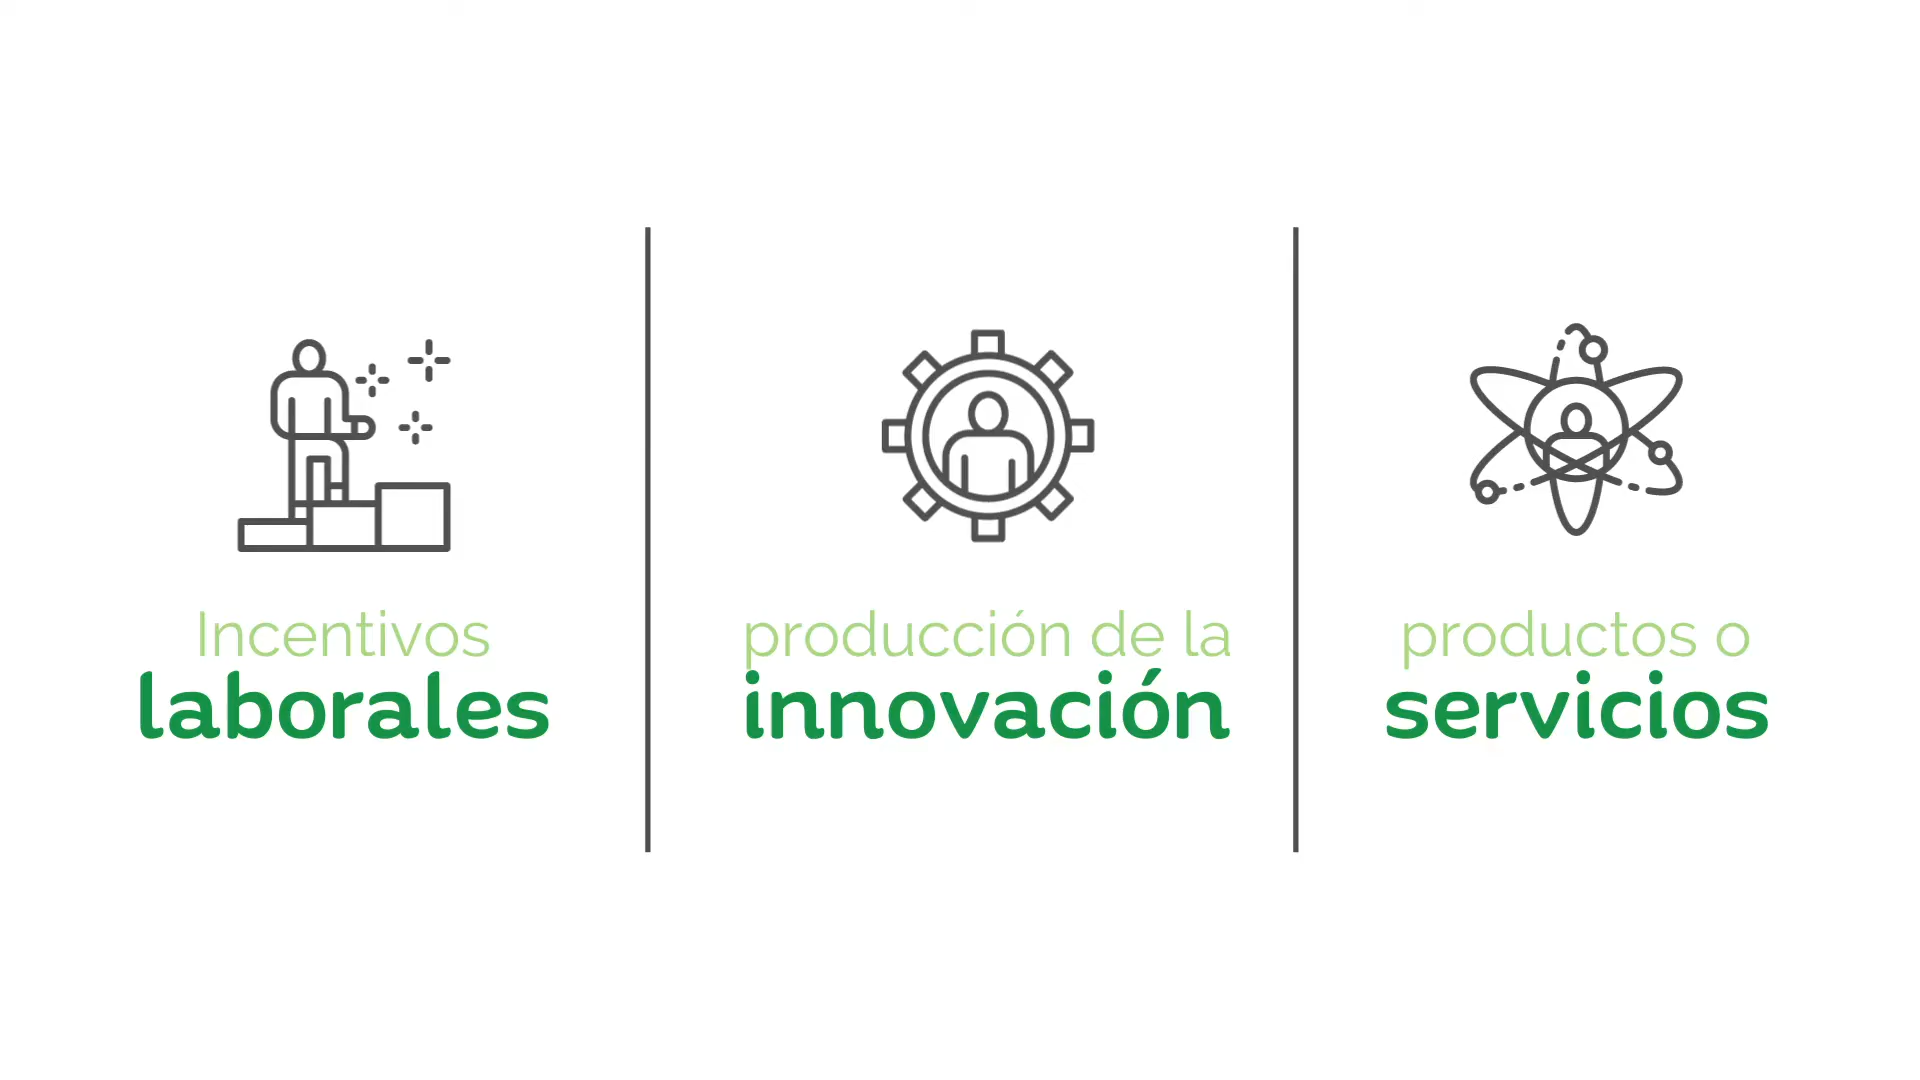 Incentivos
laborales
producción de la
innovación
productos o
servicios